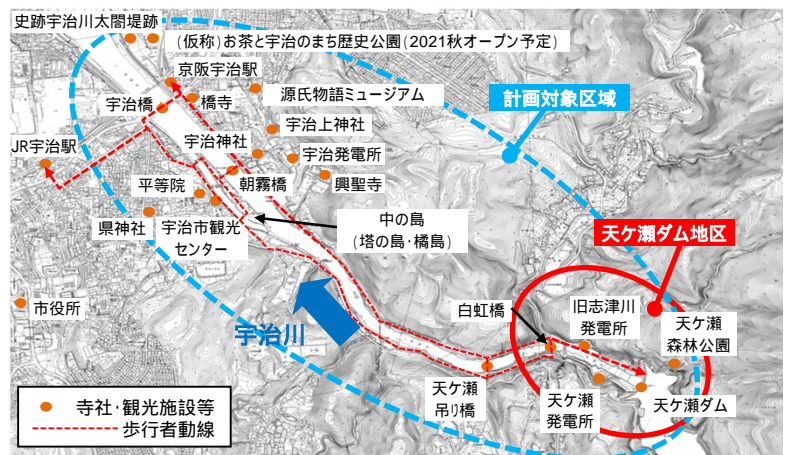 史跡宇治川太閤堤跡
(仮称)お茶と宇治のまち歴史公園(2021秋オープン予定)
京阪宇治駅
橋寺
源氏物語ミュージアム
計画対象区域
宇治橋
宇治上神社
宇治神社
宇治発電所
JR宇治駅
平等院
朝霧橋
興聖寺
県神社
宇治市観光
センター
中の島
(塔の島･橘島)
天ケ瀬ダム地区
市役所
宇治川
白虹橋
旧志津川
発電所
天ケ瀬
森林公園
天ケ瀬
吊り橋
天ケ瀬
発電所
天ケ瀬ダム
寺社･観光施設等
歩行者動線